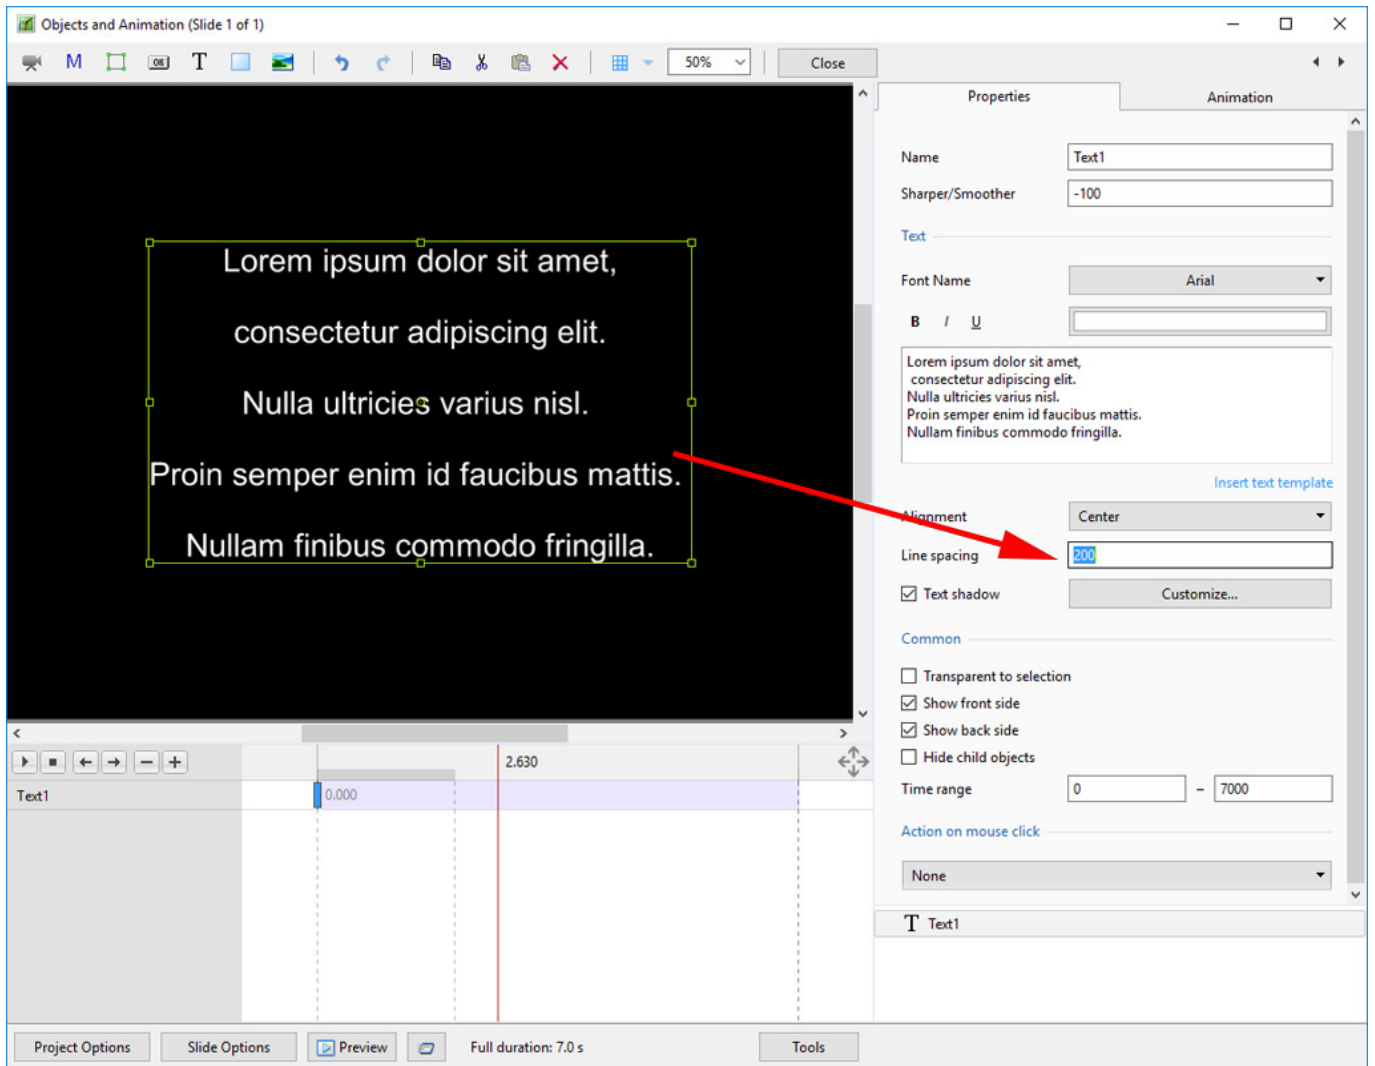 Objects and Animation (Slide 1 of 1)
M OK T 50% Close
Properties Animation
Name Text1
Sharper/Smoother -100
Text
Font Name Arial
B I U
Lorem ipsum dolor sit amet,
consectetur adipiscing elit.
Nulla ultricies varius nisl.
Proin semper enim id faucibus mattis.
Nullam finibus commodo fringilla.
Lorem ipsum dolor sit amet,
consectetur adipiscing elit.
Nulla ultricies varius nisl.
Proin semper enim id faucibus mattis.
Nullam finibus commodo fringilla.
Insert text template
Alignment Center
Line spacing 200
Text shadow Customize...
Common
Transparent to selection
Show front side
Show back side
Hide child objects
Time range 0 – 7000
Action on mouse click
None
T Text1
2.630
Text1 0.000
Project Options Slide Options Preview Full duration: 7.0 s Tools